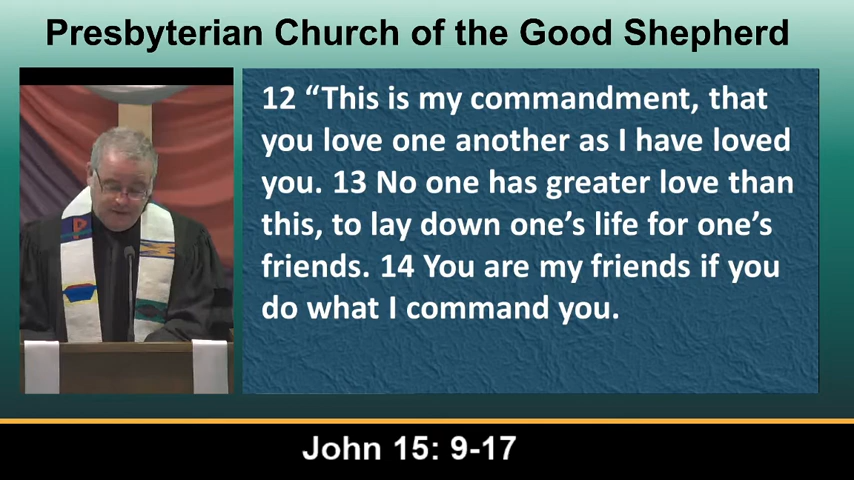 Presbyterian Church of the Good Shepherd
12 “This is my commandment, that
you love one another as I have loved
you. 13 No one has greater love than
this, to lay down one’s life for one’s
friends. 14 You are my friends if you
do what I command you.
John 15: 9-17